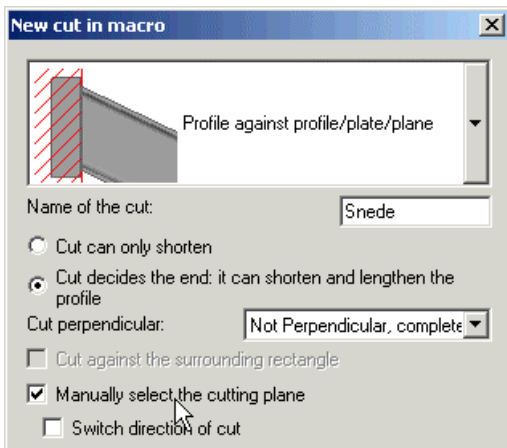 New cut in macro
Profile against profile/plate/plane
Name of the cut: Snede
Cut can only shorten
Cut decides the end: it can shorten and lengthen the
profile
Cut perpendicular: Not Perpendicular, complete
Cut against the surrounding rectangle
Manually select the cutting plane
Switch direction of cut